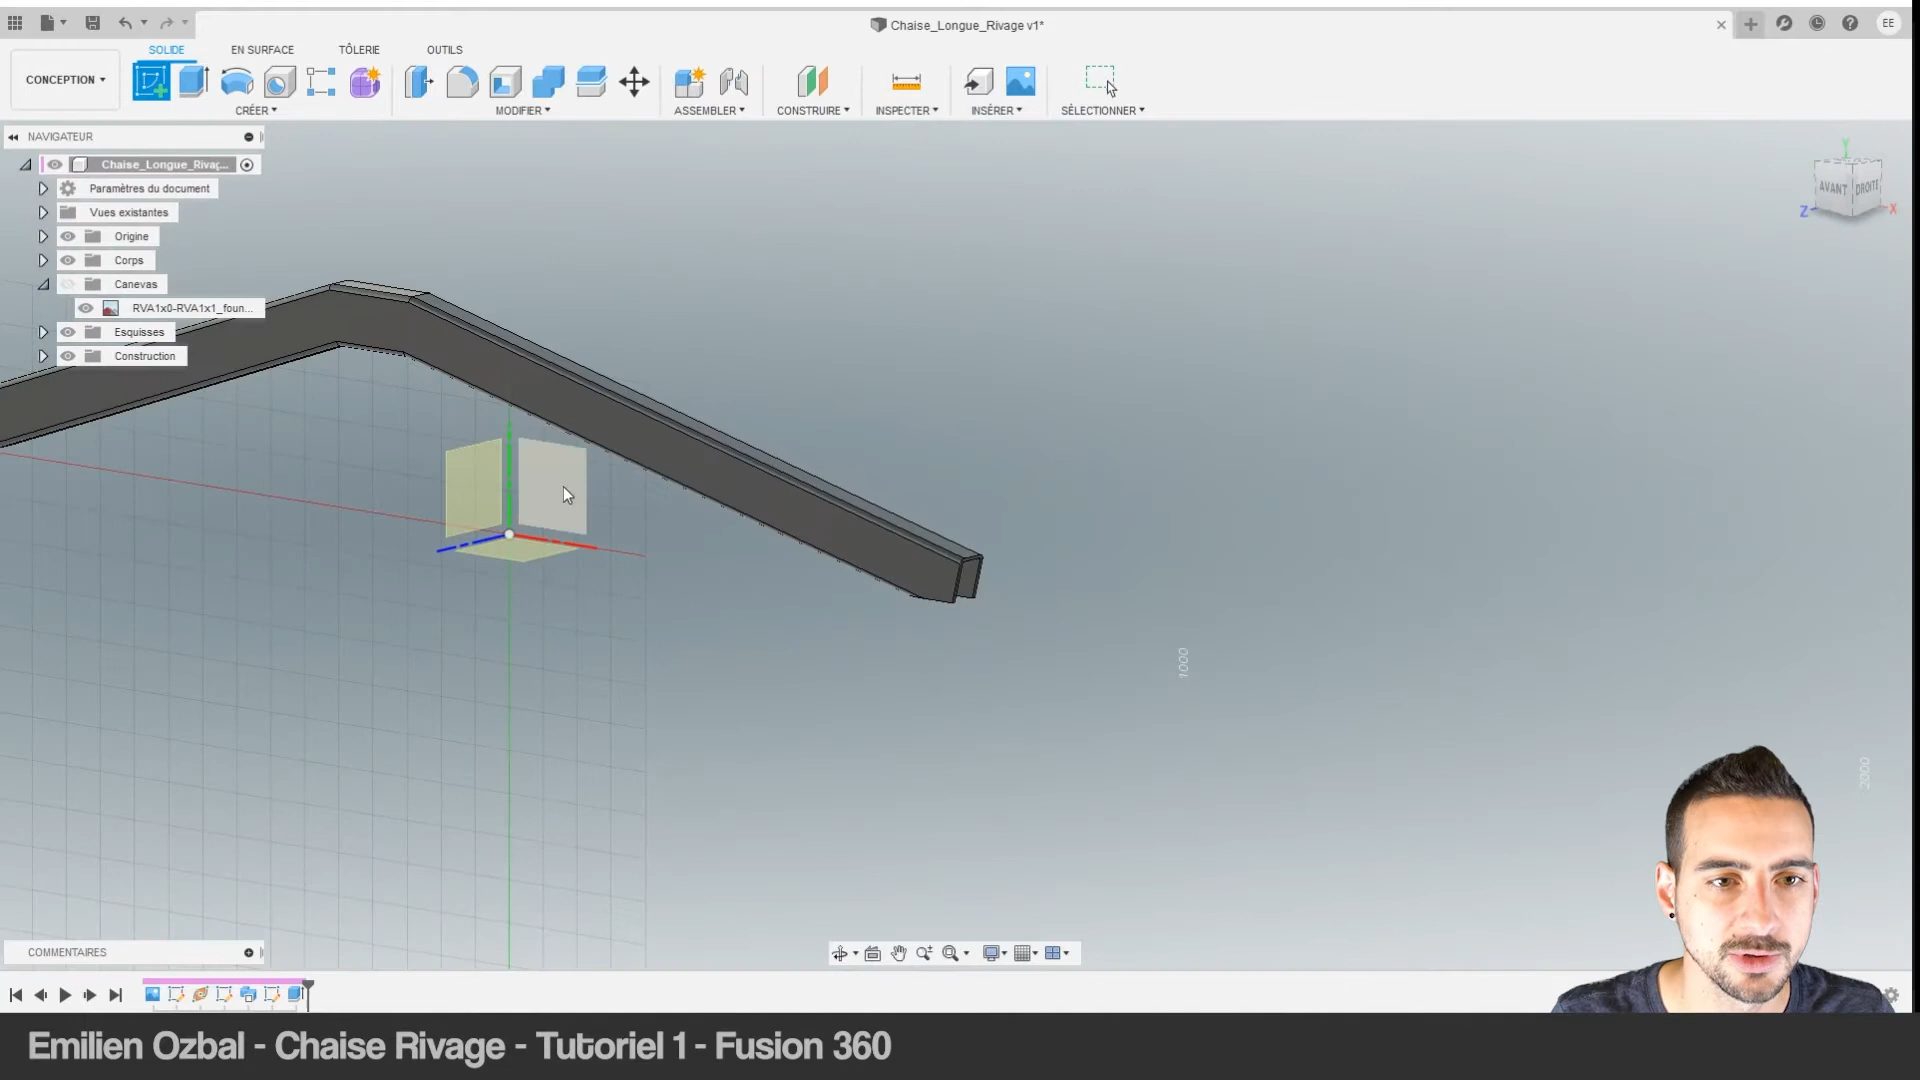 Chaise_Longue_Rivage v1*
EE
SOLIDE
EN SURFACE
TÔLERIE
OUTILS
CONCEPTION
CRÉER
MODIFIER
ASSEMBLER
CONSTRUIRE
INSPECTER
INSÉRER
SÉLECTIONNER
NAVIGATEUR
Chaise_Longue_Rivag...
Paramètres du document
Vues existantes
Origine
Corps
Canevas
RVA1x0-RVA1x1_foun...
Esquisses
Construction
Y
AVANT
DROITE
Z
X
1000
2000
COMMENTAIRES
Emilien Ozbal - Chaise Rivage - Tutoriel 1 - Fusion 360